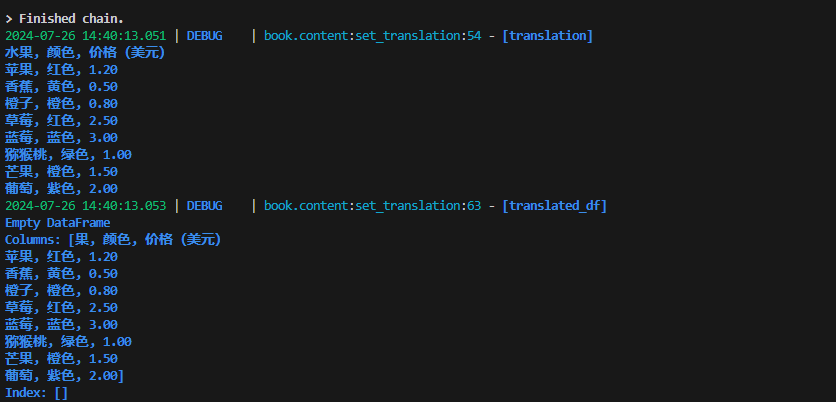 > Finished chain.
2024-07-26 14:40:13.051 | DEBUG    | book.content:set_translation:54 - [translation]
水果，颜色，价格（美元）
苹果，红色，1.20
香蕉，黄色，0.50
橙子，橙色，0.80
草莓，红色，2.50
蓝莓，蓝色，3.00
猕猴桃，绿色，1.00
芒果，橙色，1.50
葡萄，紫色，2.00
2024-07-26 14:40:13.053 | DEBUG    | book.content:set_translation:63 - [translated_df]
Empty DataFrame
Columns: [果，颜色，价格（美元）
苹果，红色，1.20
香蕉，黄色，0.50
橙子，橙色，0.80
草莓，红色，2.50
蓝莓，蓝色，3.00
猕猴桃，绿色，1.00
芒果，橙色，1.50
葡萄，紫色，2.00]
Index: []